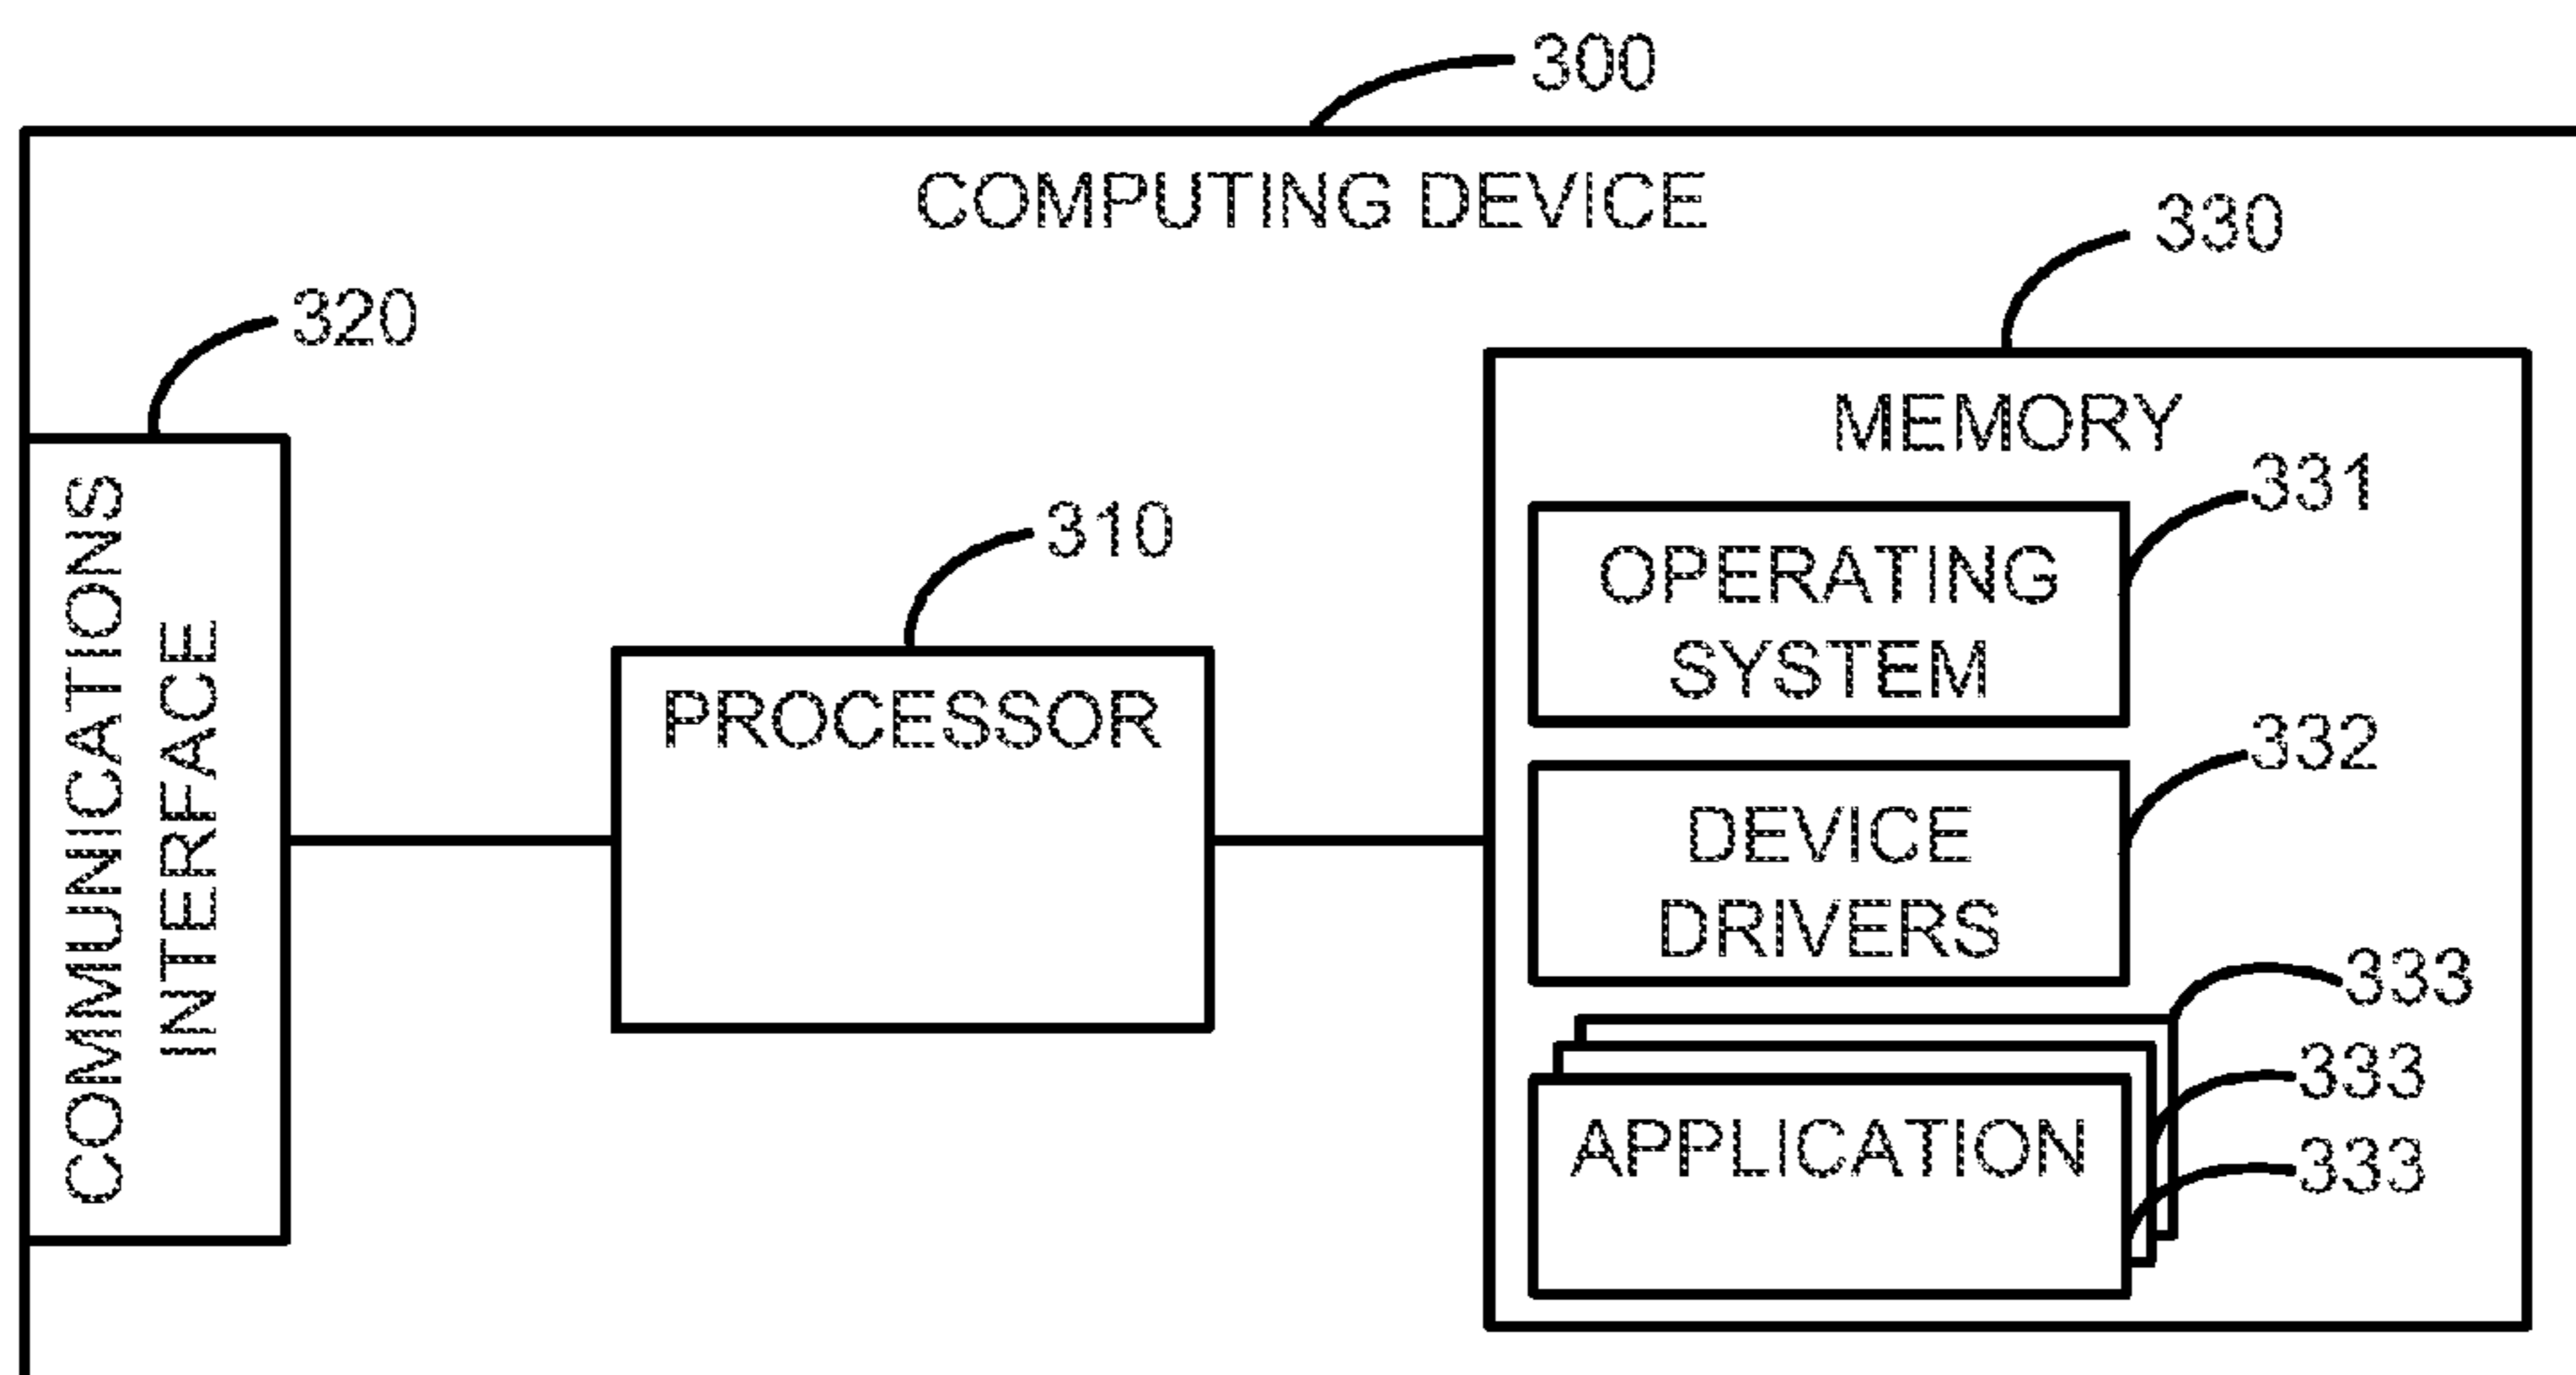 300
COMPUTING DEVICE
330
320
MEMORY
331
310
OPERATING
SYSTEM
COMMUNICATIONS
INTERFACE
PROCESSOR
332
DEVICE
DRIVERS
333
333
APPLICATION
333